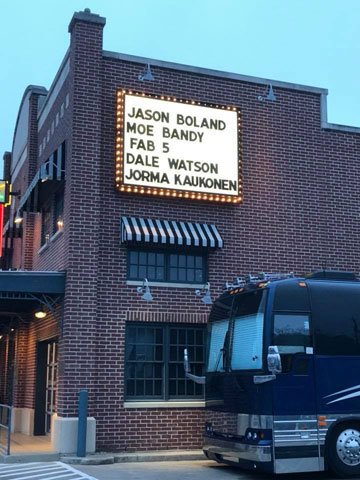 JASON BOLAND
MOE BANDY
FAB 5
DALE WATSON
JORMA KAUKONEN